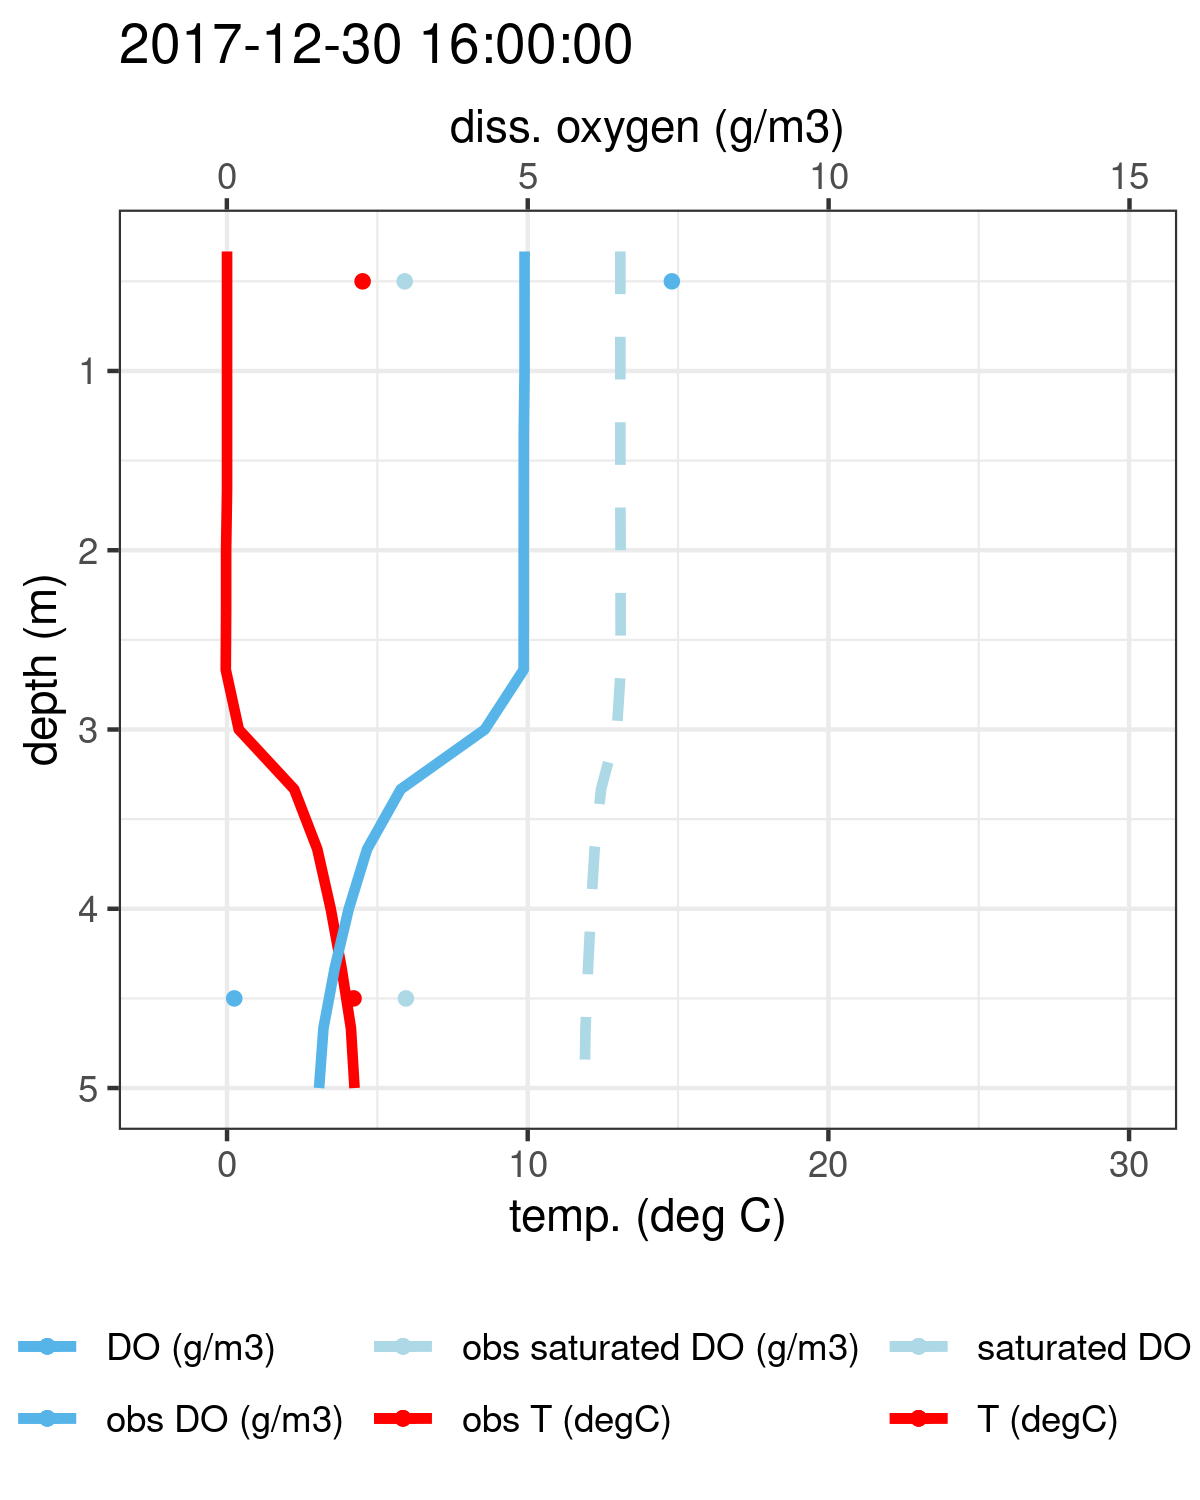 2017-12-30 16:00:00
diss. oxygen (g/m3)
0 5 10 15
1
2
3
4
5
depth (m)
0 10 20 30
temp. (deg C)
DO (g/m3) obs saturated DO (g/m3) saturated DO
obs DO (g/m3) obs T (degC) T (degC)